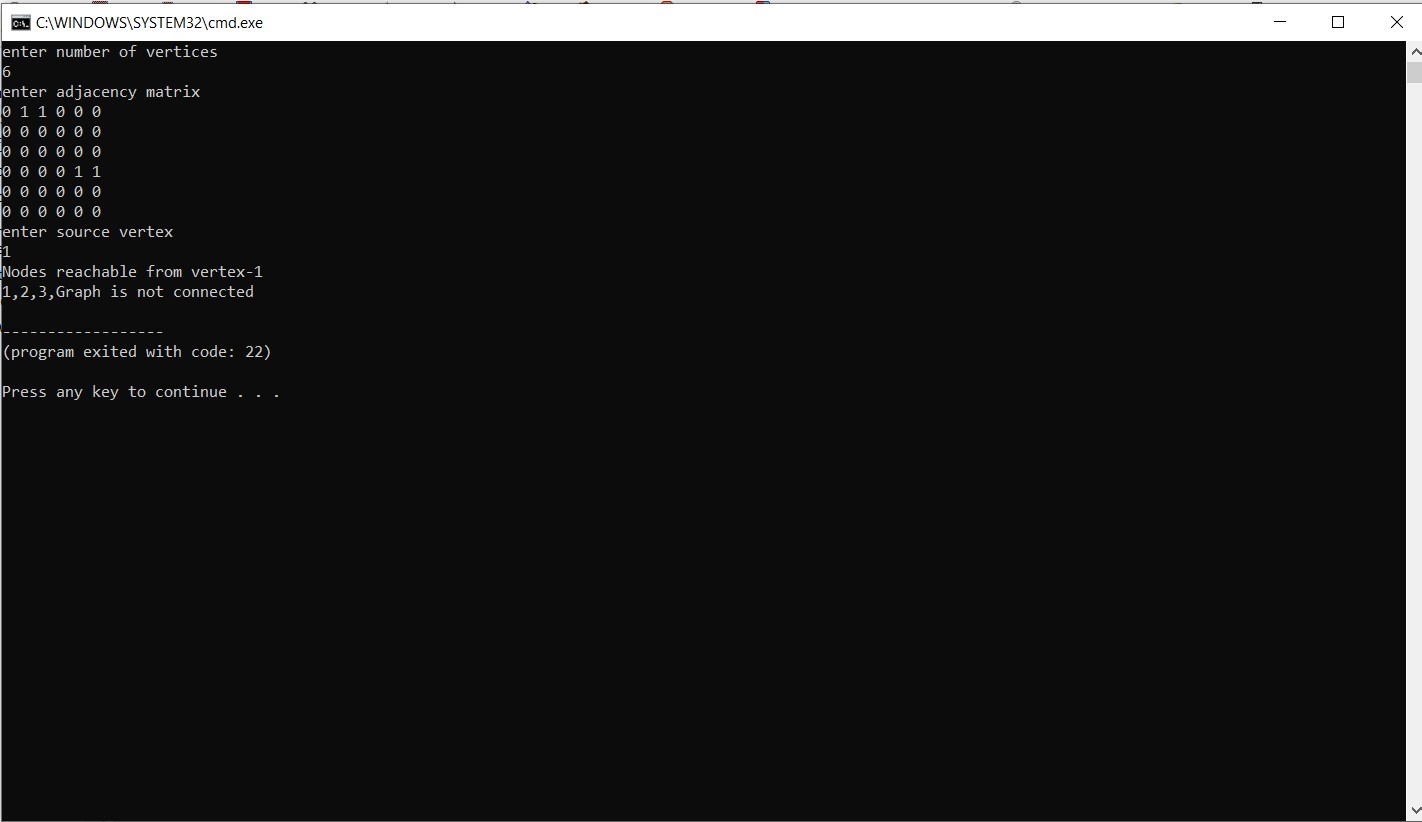 C:\WINDOWS\SYSTEM32\cmd.exe
enter number of vertices
6
enter adjacency matrix
0 1 1 0 0 0
0 0 0 0 0 0
0 0 0 0 0 0
0 0 0 0 1 1
0 0 0 0 0 0
0 0 0 0 0 0
enter source vertex
1
Nodes reachable from vertex-1
1,2,3,Graph is not connected
------------------
(program exited with code: 22)
Press any key to continue . . .